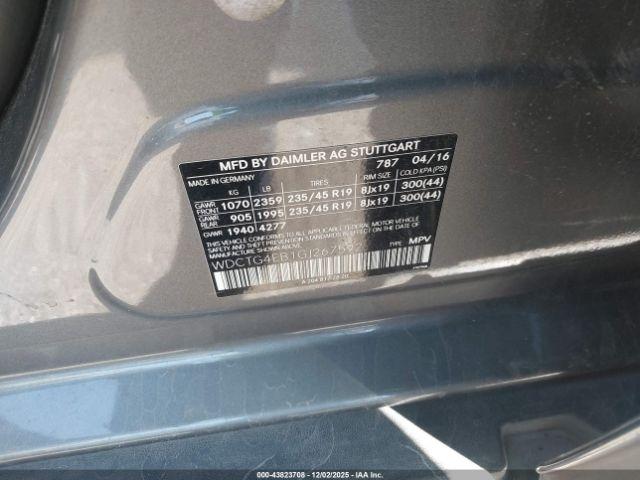 MFD BY DAIMLER AG STUTTGART
MADE IN GERMANY 787 04/16
KG LB TIRES RIM SIZE COLD KPA (PSI)
GAWR FRONT 1070 2359 235/45 R19 8Jx19 300(44)
GAWR REAR 905 1995 235/45 R19 8Jx19 300(44)
GVWR 1940 4277
THIS VEHICLE CONFORMS TO ALL APPLICABLE FEDERAL MOTOR VEHICLE
SAFETY, BUMPER, AND THEFT PREVENTION STANDARDS IN EFFECT ON THE DATE OF
MANUFACTURE SHOWN ABOVE.
TYPE: MPV
000-43823708 - 12/02/2025 - COPYRIGHT IAA, LLC.